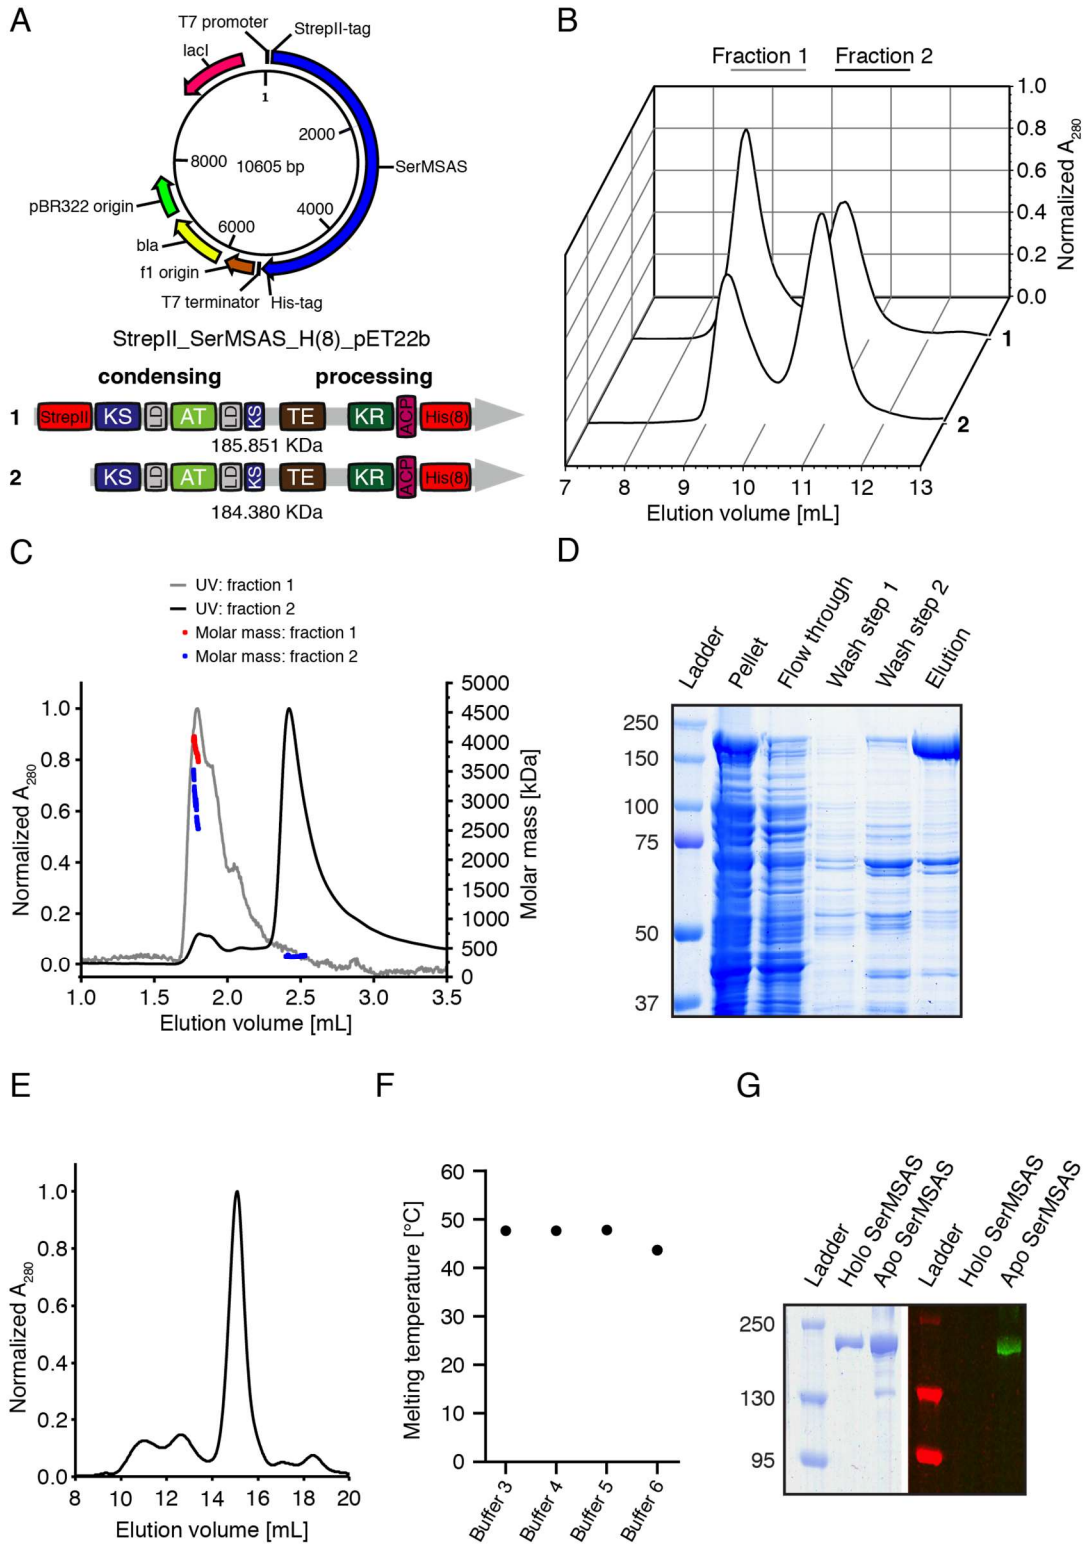 A
T7 promoter
StrepII-tag
lacI
1
2000
8000
10605 bp
SerMSAS
pBR322 origin
4000
6000
bla
f1 origin
T7 terminator
His-tag
StrepII_SerMSAS_H(8)_pET22b
condensing
processing
1
StrepII
KS
LD
AT
LD
KS
TE
KR
ACP
His(8)
185.851 KDa
2
KS
LD
AT
LD
KS
TE
KR
ACP
His(8)
184.380 KDa
B
Fraction 1
Fraction 2
1.0
0.8
0.6
0.4
0.2
0.0
Normalized A280
1
2
7
8
9
10
11
12
13
Elution volume [mL]
C
UV: fraction 1
UV: fraction 2
Molar mass: fraction 1
Molar mass: fraction 2
1.0
0.8
0.6
0.4
0.2
0.0
Normalized A280
5000
4500
4000
3500
3000
2500
2000
1500
1000
500
0
Molar mass [kDa]
1.0
1.5
2.0
2.5
3.0
3.5
Elution volume [mL]
D
Ladder
Pellet
Flow through
Wash step 1
Wash step 2
Elution
250
150
100
75
50
37
E
1.0
0.8
0.6
0.4
0.2
0.0
Normalized A280
8
10
12
14
16
18
20
Elution volume [mL]
F
60
50
40
30
20
10
0
Melting temperature [°C]
Buffer 3
Buffer 4
Buffer 5
Buffer 6
G
Ladder
Holo SerMSAS
Apo SerMSAS
Ladder
Holo SerMSAS
Apo SerMSAS
250
130
95